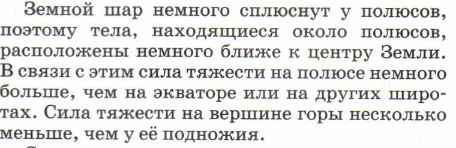 Земной шар немного сплюснут у полюсов,
поэтому тела, находящиеся около полюсов,
расположены немного ближе к центру Земли.
В связи с этим сила тяжести на полюсе немного
больше, чем на экваторе или на других широ-
тах. Сила тяжести на вершине горы несколько
меньше, чем у её подножия.